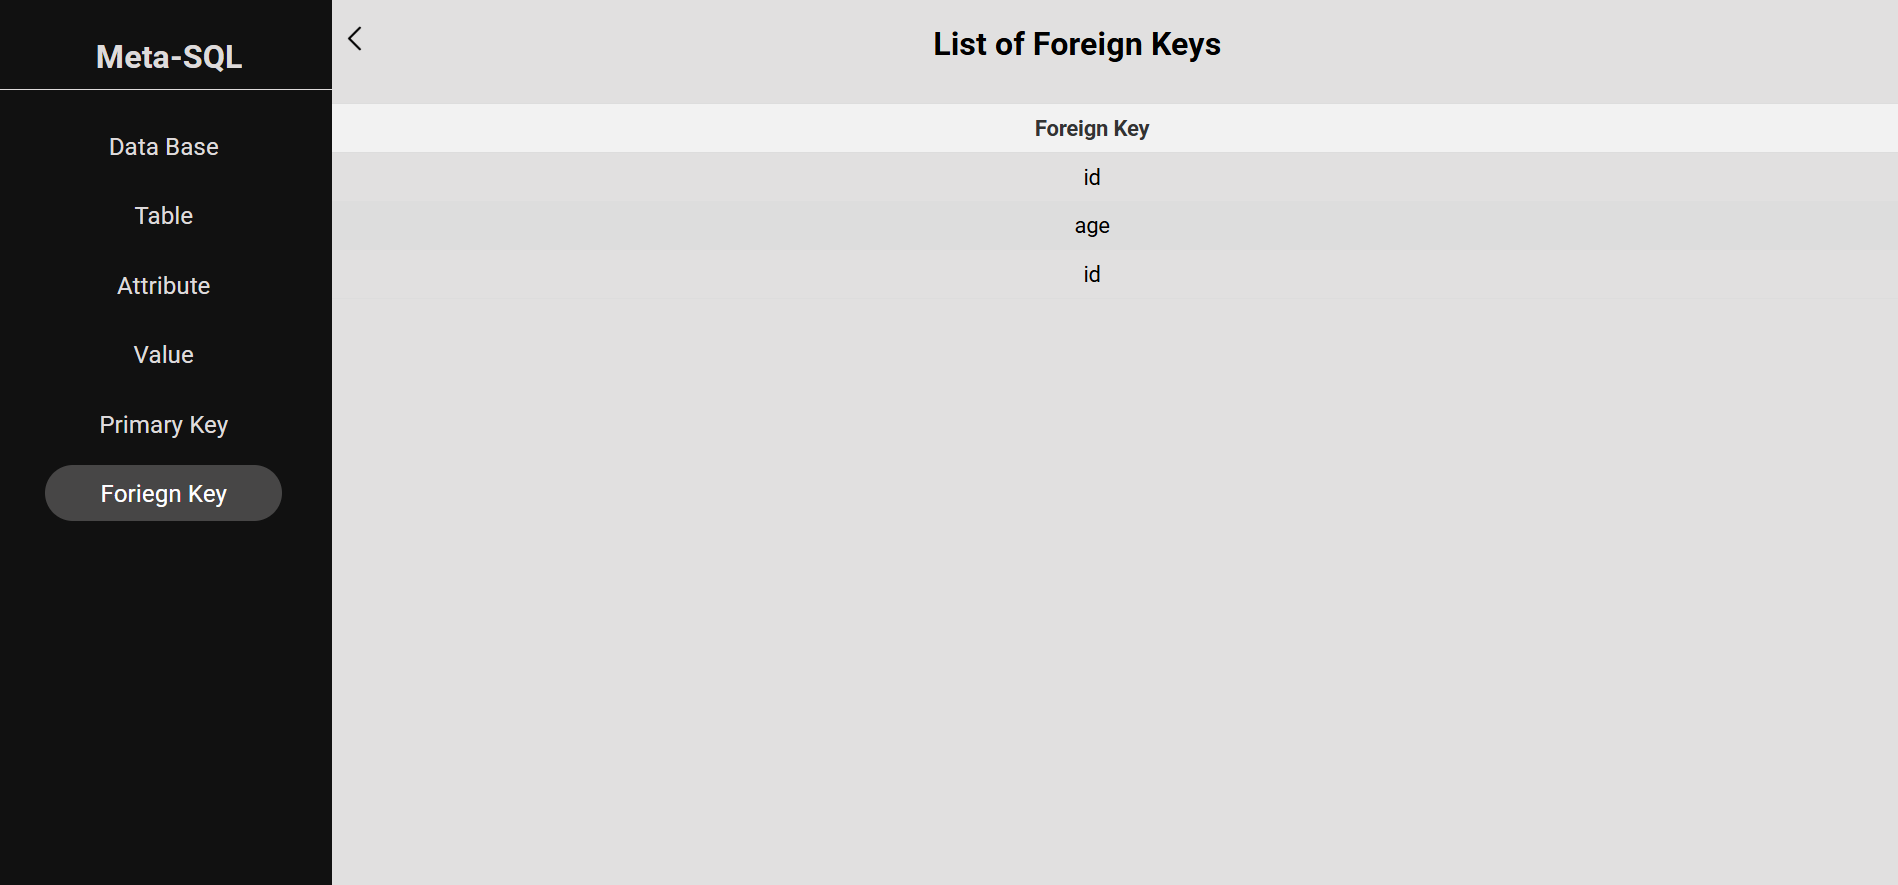 Meta-SQL
Data Base
Table
Attribute
Value
Primary Key
Foriegn Key
List of Foreign Keys
Foreign Key
id
age
id